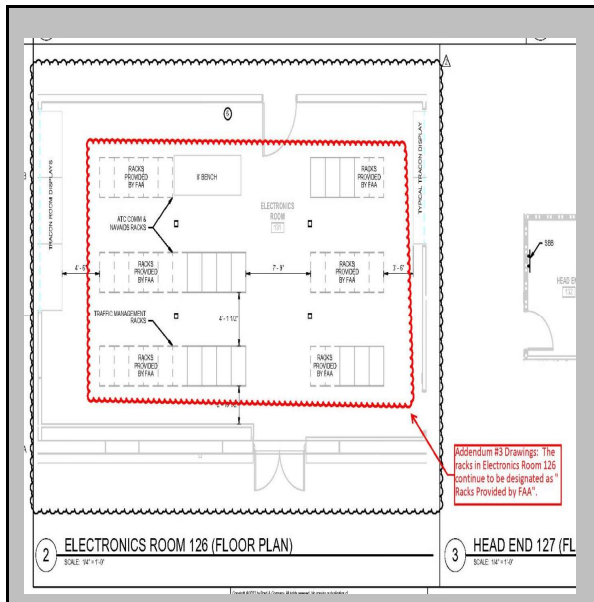 6
RACKS
PROVIDED
BY FAA
8' BENCH
RACKS
PROVIDED
BY FAA
TRACON ROOM DISPLAYS
TYPICAL TRACON DISPLAY
ELECTRONICS
ROOM
ATC COMM &
NAVAIDS RACKS
SBB
4' - 6"
RACKS
PROVIDED
BY FAA
7' - 9"
RACKS
PROVIDED
BY FAA
3' - 6"
HEAD EN
TRAFFIC MANAGEMENT
RACKS
4' - 1 1/2"
RACKS
PROVIDED
BY FAA
RACKS
PROVIDED
BY FAA
Addendum #3 Drawings: The
racks in Electronics Room 126
continue to be designated as "
Racks Provided by FAA".
2 ELECTRONICS ROOM 126 (FLOOR PLAN)
SCALE: 1/4" = 1'-0"
3 HEAD END 127 (FL
SCALE: 1/4" = 1'-0"